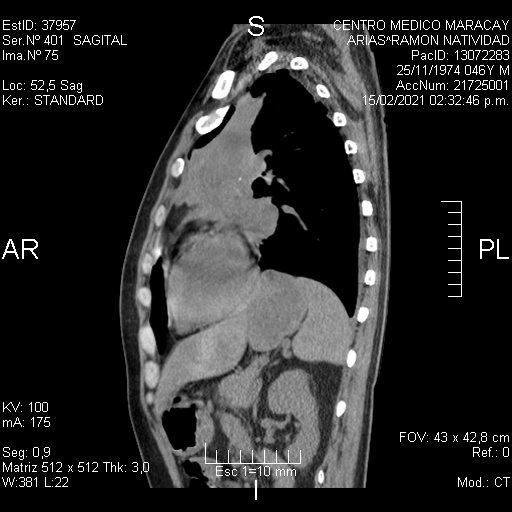 EstID: 37957
Ser.Nº 401 SAGITAL
Ima.Nº 75
Loc: 52,5 Sag
Ker.: STANDARD
S
CENTRO MEDICO MARACAY
ARIAS^RAMON NATIVIDAD
PacID: 13072283
25/11/1974 046Y M
AccNum: 21725001
15/02/2021 02:32:46 p.m.
AR
PL
KV: 100
mA: 175
Seg: 0,9
Matriz 512 x 512 Thk: 3,0
W:381 L:22
Esc 1=10 mm
I
FOV: 43 x 42,8 cm
Ref.: 0
Mod.: CT